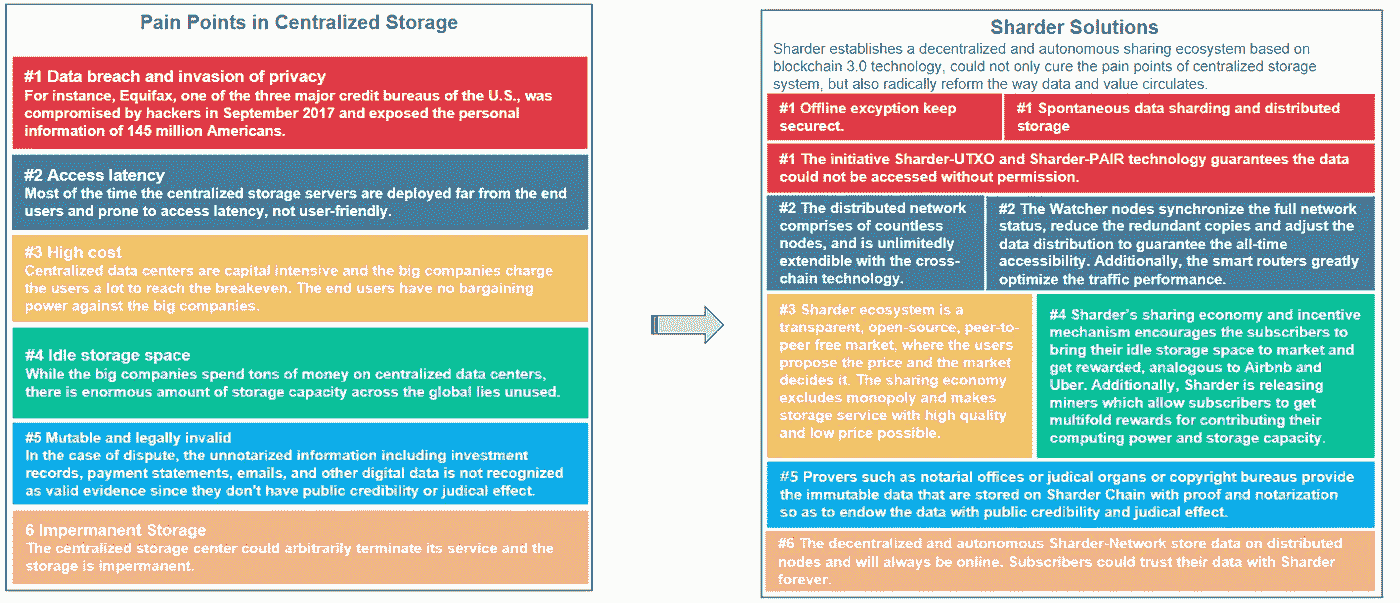 Pain Points in Centralized Storage
#1 Data breach and invasion of privacy
For instance, Equifax, one of the three major credit bureaus of the U.S., was
compromised by hackers in September 2017 and exposed the personal
information of 145 million Americans.
#2 Access latency
Most of the time the centralized storage servers are deployed far from the end
users and prone to access latency, not user-friendly.
#3 High cost
Centralized data centers are capital intensive and the big companies charge
the users a lot to reach the breakeven. The end users have no bargaining
power against the big companies.
#4 Idle storage space
While the big companies spend tons of money on centralized data centers,
there is enormous amount of storage capacity across the global lies unused.
#5 Mutable and legally invalid
In the case of dispute, the unnotarized information including investment
records, payment statements, emails, and other digital data is not recognized
as valid evidence since they don't have public credibility or judical effect.
6 Impermanent Storage
The centralized storage center could arbitrarily terminate its service and the
storage is impermanent.
Sharder Solutions
Sharder establishes a decentralized and autonomous sharing ecosystem based on
blockchain 3.0 technology, could not only cure the pain points of centralized storage
system, but also radically reform the way data and value circulates.
#1 Offline excyption keep
securect.
#1 Spontaneous data sharding and distributed
storage
#1 The initiative Sharder-UTXO and Sharder-PAIR technology guarantees the data
could not be accessed without permission.
#2 The distributed network
comprises of countless
nodes, and is unlimitedly
extendible with the cross-
chain technology.
#2 The Watcher nodes synchronize the full network
status, reduce the redundant copies and adjust the
data distribution to guarantee the all-time
accessibility. Additionally, the smart routers greatly
optimize the traffic performance.
#3 Sharder ecosystem is a
transparent, open-source, peer-to-
peer free market, where the users
propose the price and the market
decides it. The sharing economy
excludes monopoly and makes
storage service with high quality
and low price possible.
#4 Sharder's sharing economy and incentive
mechanism encourages the subscribers to
bring their idle storage space to market and
get rewarded, analogous to Airbnb and
Uber. Additionally, Sharder is releasing
miners which allow subscribers to get
multifold rewards for contributing their
computing power and storage capacity.
#5 Provers such as notarial offices or judical organs or copyright bureaus provide
the immutable data that are stored on Sharder Chain with proof and notarization
so as to endow the data with public credibility and judical effect.
#6 The decentralized and autonomous Sharder-Network store data on distributed
nodes and will always be online. Subscribers could trust their data with Sharder
forever.